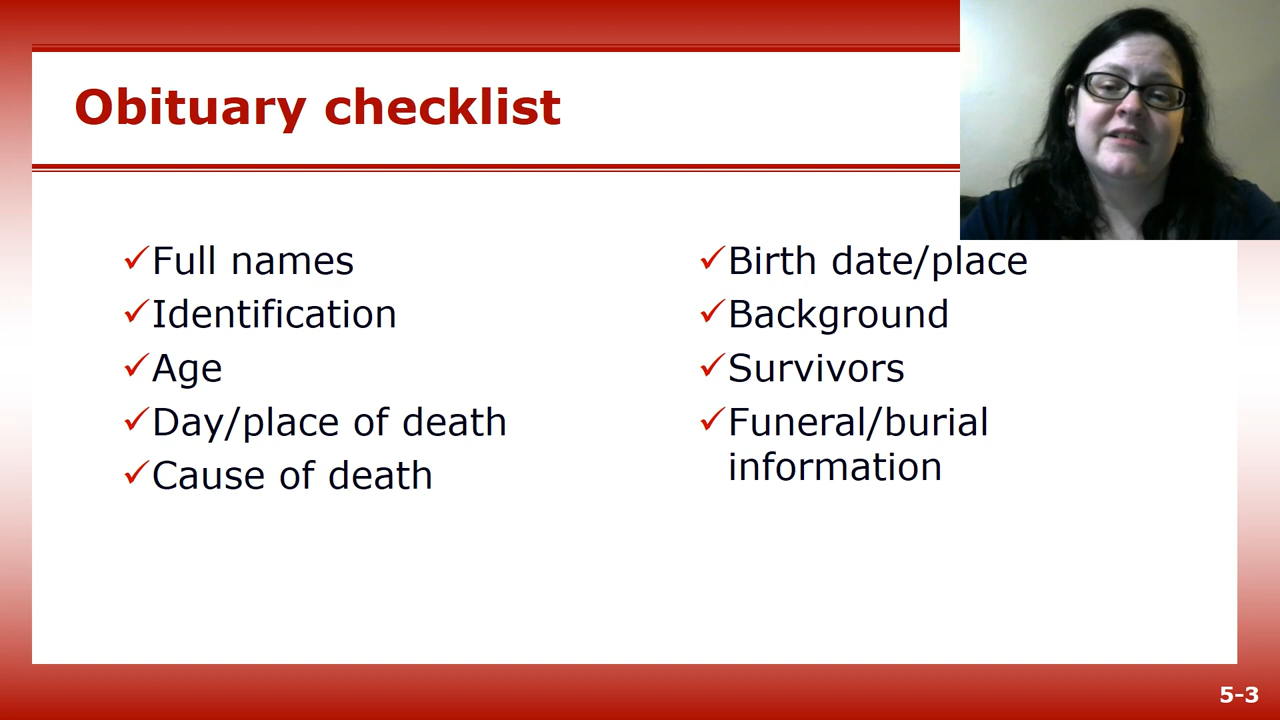 Obituary checklist
✓Full names
✓Identification
✓Age
✓Day/place of death
✓Cause of death
✓Birth date/place
✓Background
✓Survivors
✓Funeral/burial
information
5-3